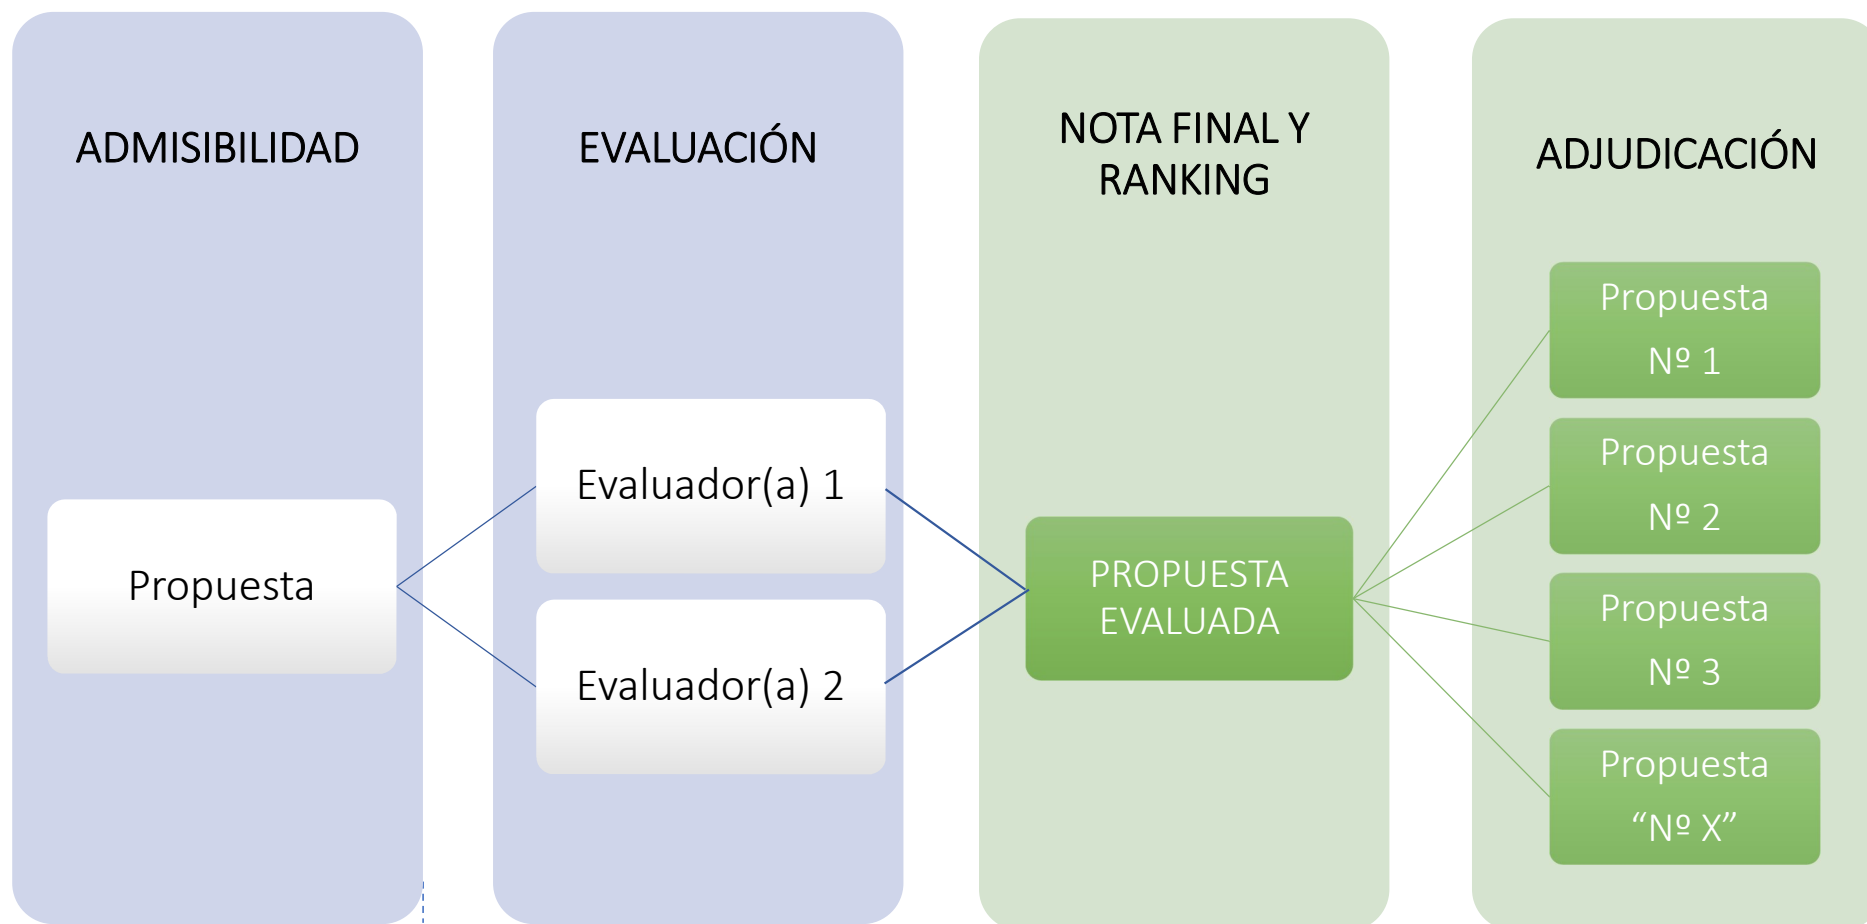 ADMISIBILIDAD
Propuesta
EVALUACIÓN
Evaluador(a) 1
Evaluador(a) 2
NOTA FINAL Y
RANKING
PROPUESTA
EVALUADA
ADJUDICACIÓN
Propuesta
Nº 1
Propuesta
Nº 2
Propuesta
Nº 3
Propuesta
“Nº X”